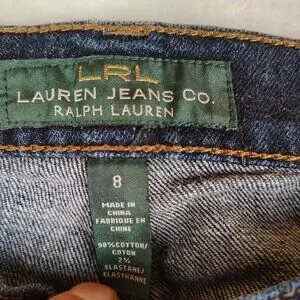 LRL
LAUREN JEANS CO.
RALPH LAUREN
8
MADE IN
CHINA
FABRIQUE EN
CHINE
98%COTTON/
COTON
2%
ELASTANE/
ELASTHANNE